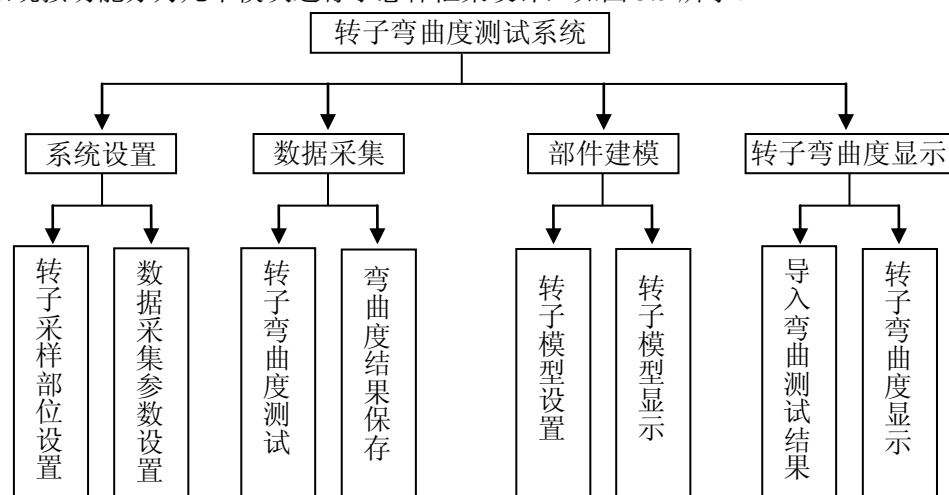 转子弯曲度测试系统
系统设置
数据采集
部件建模
转子弯曲度显示
转子采样部位设置
数据采集参数设置
转子弯曲度测试
弯曲度结果保存
转子模型设置
转子模型显示
导入弯曲测试结果
转子弯曲度显示